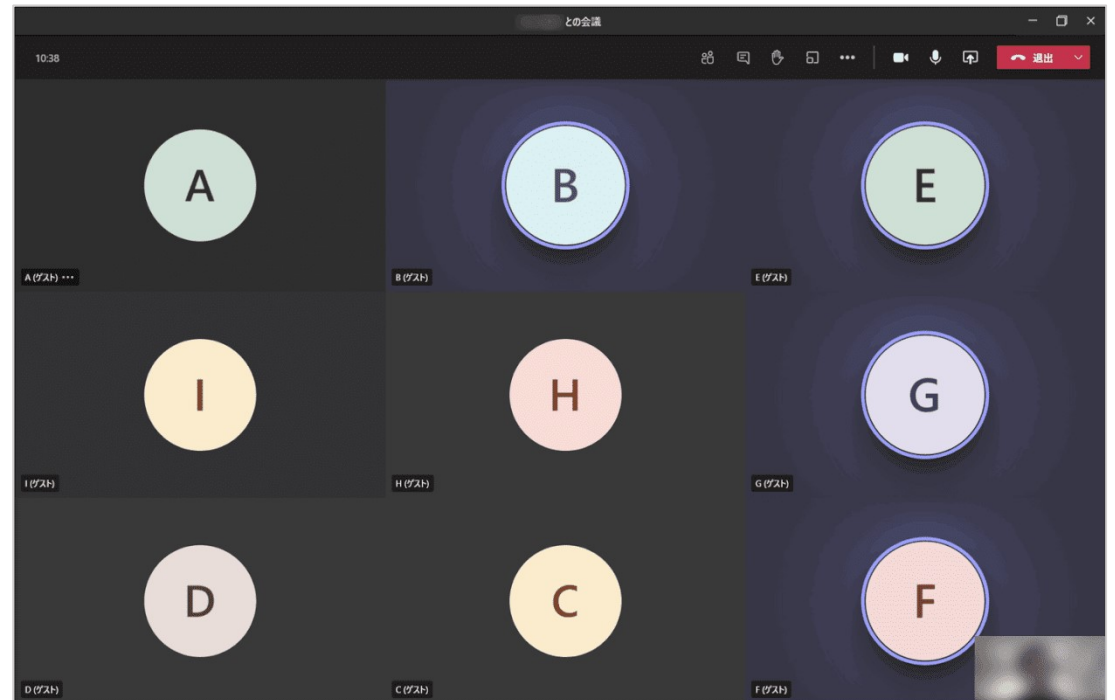 との会議
10:38
退出
A
B
E
A (ゲスト)
B (ゲスト)
E (ゲスト)
I
H
G
I (ゲスト)
H (ゲスト)
G (ゲスト)
D
C
F
D (ゲスト)
C (ゲスト)
F (ゲスト)